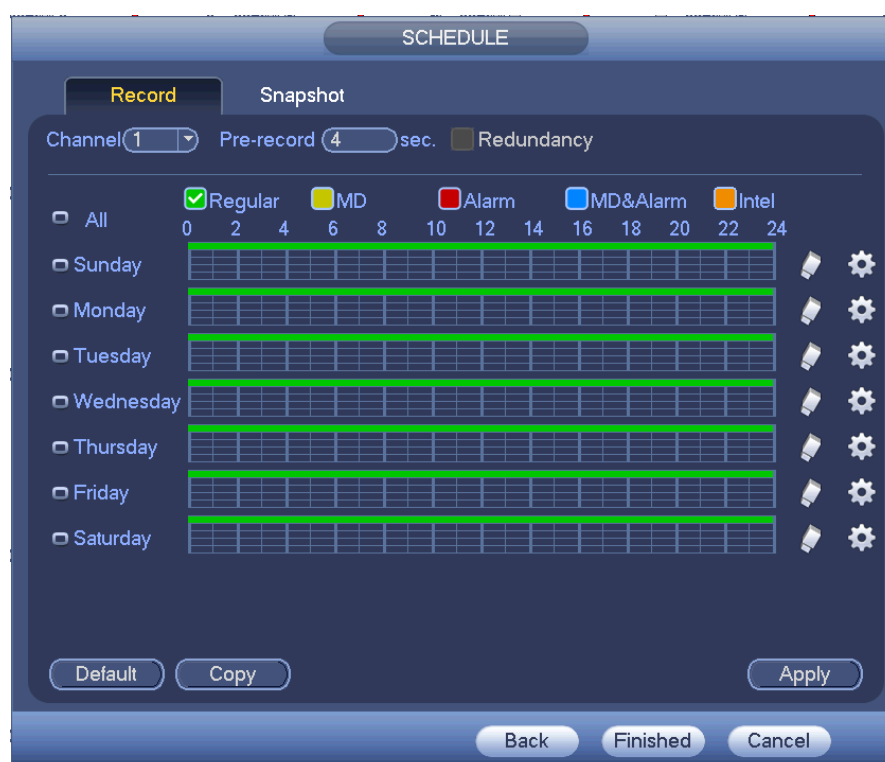 SCHEDULE
Record Snapshot
Channel 1 Pre-record 4 sec. Redundancy
Regular MD Alarm MD&Alarm Intel
All 0 2 4 6 8 10 12 14 16 18 20 22 24
Sunday
Monday
Tuesday
Wednesday
Thursday
Friday
Saturday
Default Copy Apply
Back Finished Cancel